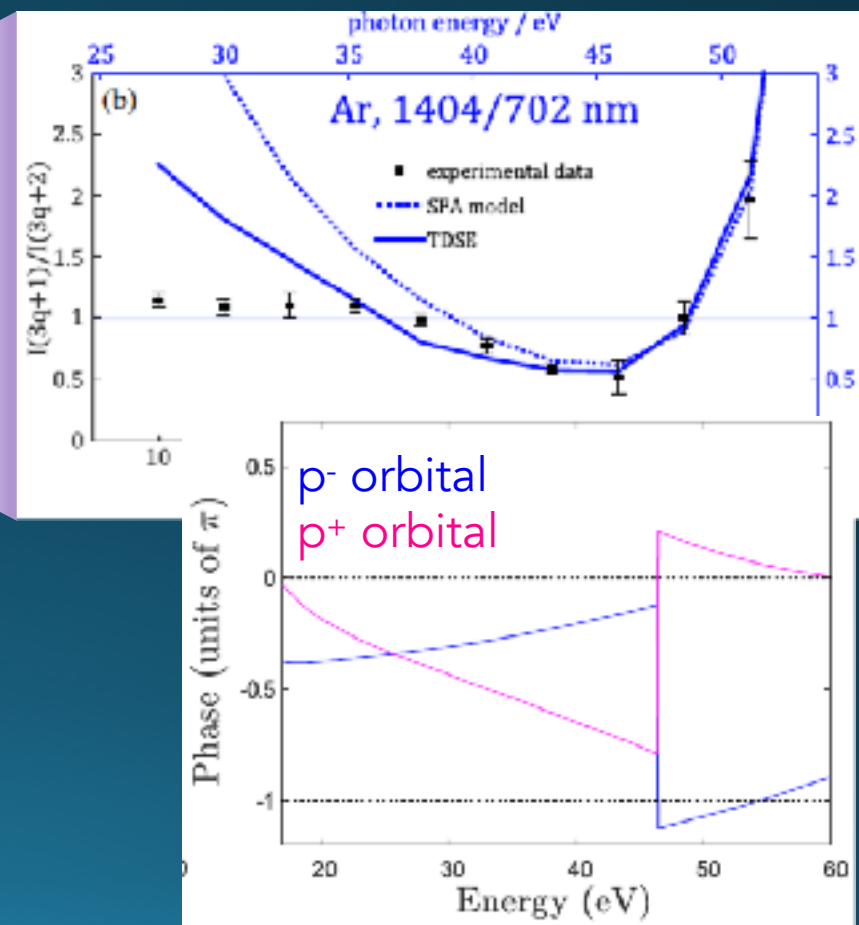 photon energy / eV
25 30 35 40 45 50
3 (b) Ar, 1404/702 nm 3
2.5 experimental data 2.5
2 SFA model 2
1.5 TDSE 1.5
1 1
0.5 0.5
0
10
I(3q+1)/I(3q+2)
p- orbital
p+ orbital
0.5
0
-0.5
-1
Phase (units of π)
20 30 40 50 60
Energy (eV)